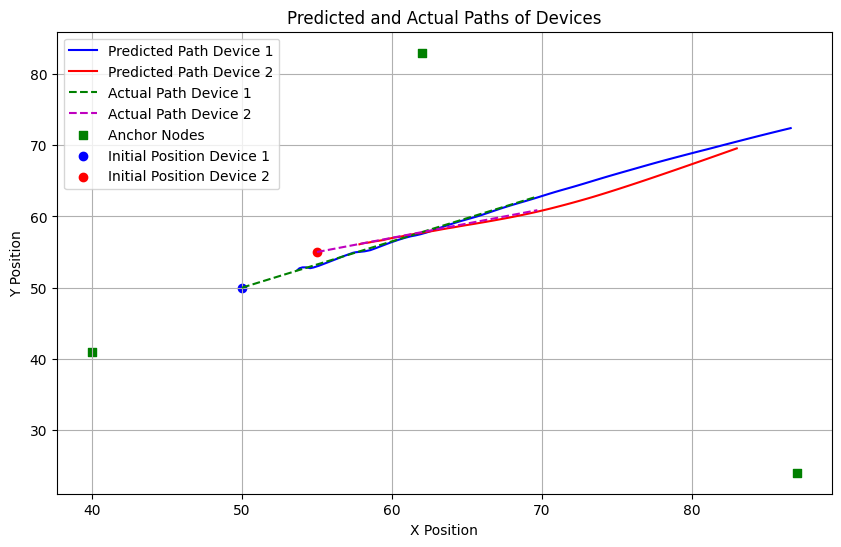 Predicted and Actual Paths of Devices
Predicted Path Device 1
Predicted Path Device 2
Actual Path Device 1
Actual Path Device 2
Anchor Nodes
Initial Position Device 1
Initial Position Device 2
Y Position
80
70
60
50
40
30
40 50 60 70 80
X Position